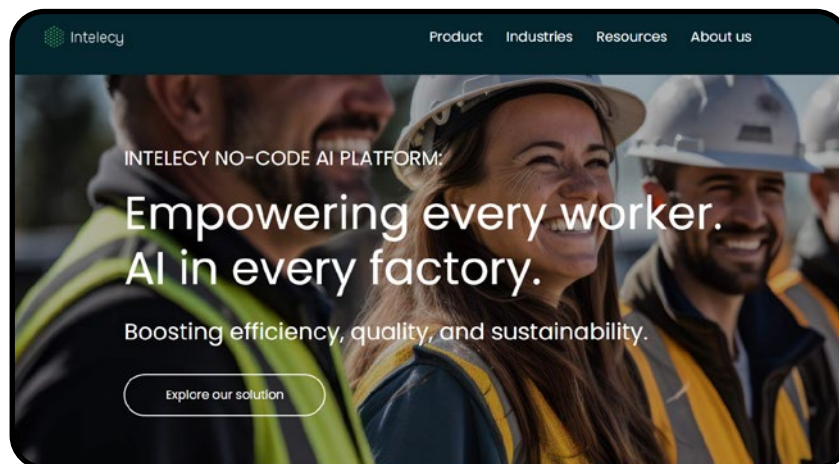 Intelecy
Product Industries Resources About us
INTELECY NO-CODE AI PLATFORM:
Empowering every worker.
AI in every factory.
Boosting efficiency, quality, and sustainability.
Explore our solution